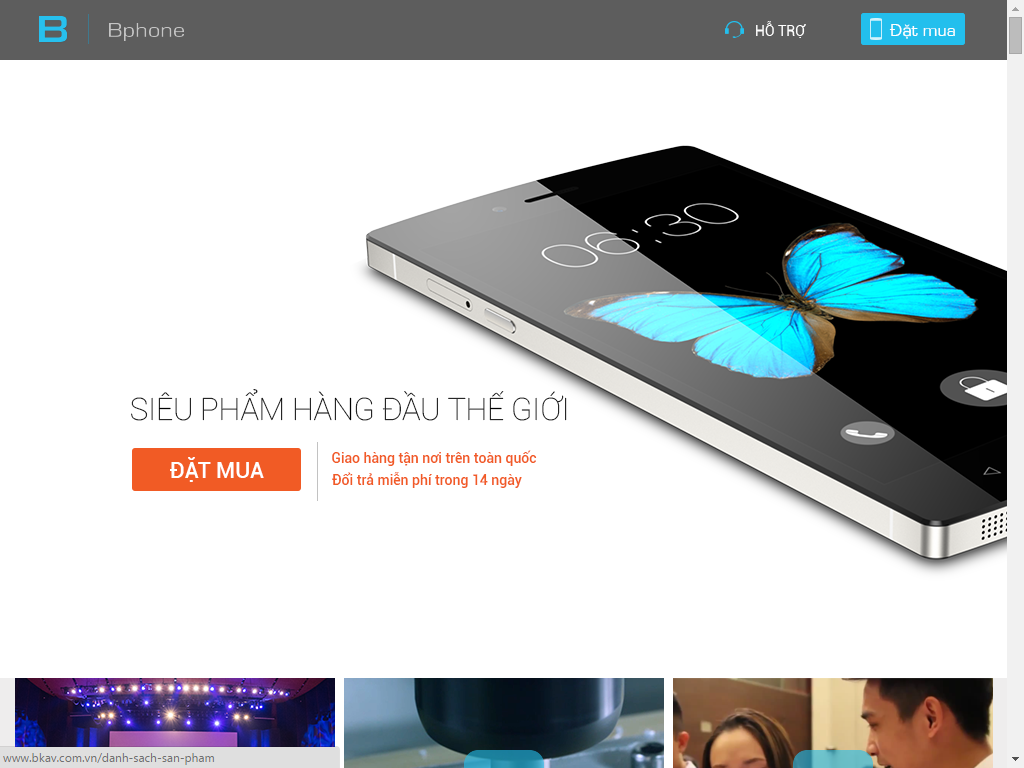 B
Bphone
HỖ TRỢ
Đặt mua
06:30
SIÊU PHẨM HÀNG ĐẦU THẾ GIỚI
ĐẶT MUA
Giao hàng tận nơi trên toàn quốc
Đổi trả miễn phí trong 14 ngày
www.bkav.com.vn/danh-sach-san-pham